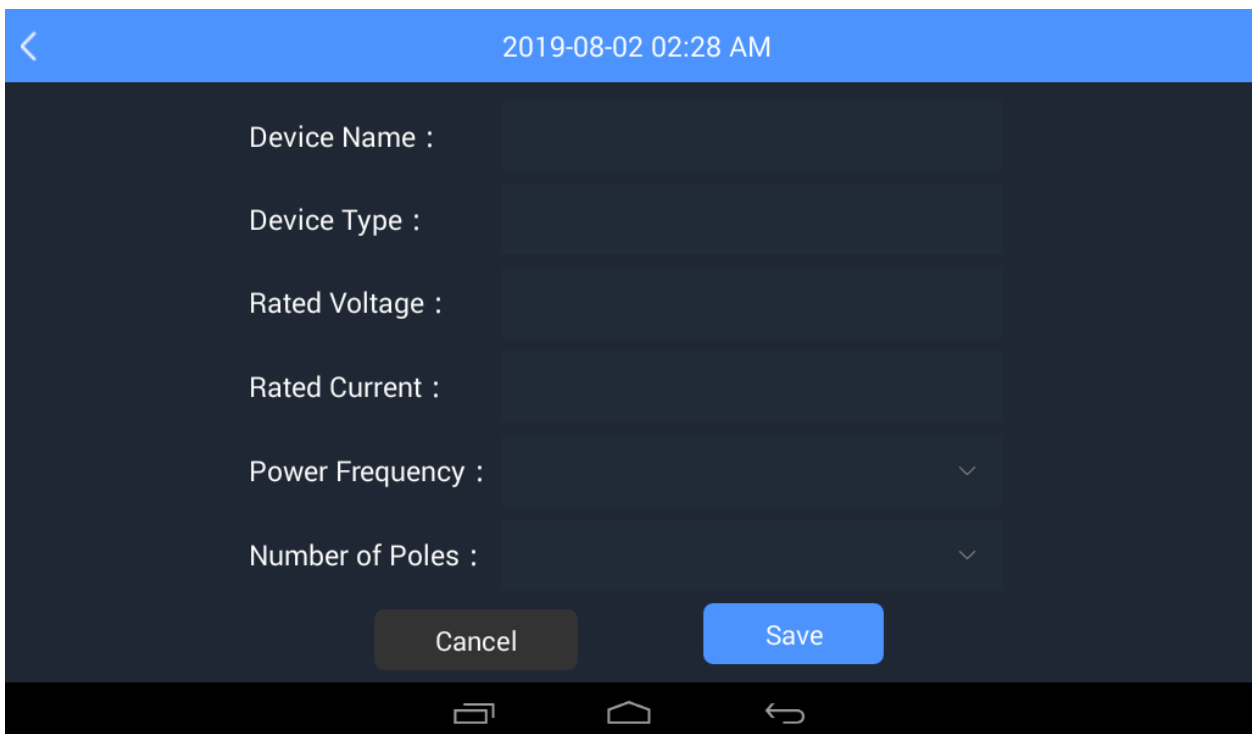 2019-08-02 02:28 AM
Device Name :
Device Type :
Rated Voltage :
Rated Current :
Power Frequency :
Number of Poles :
Cancel Save